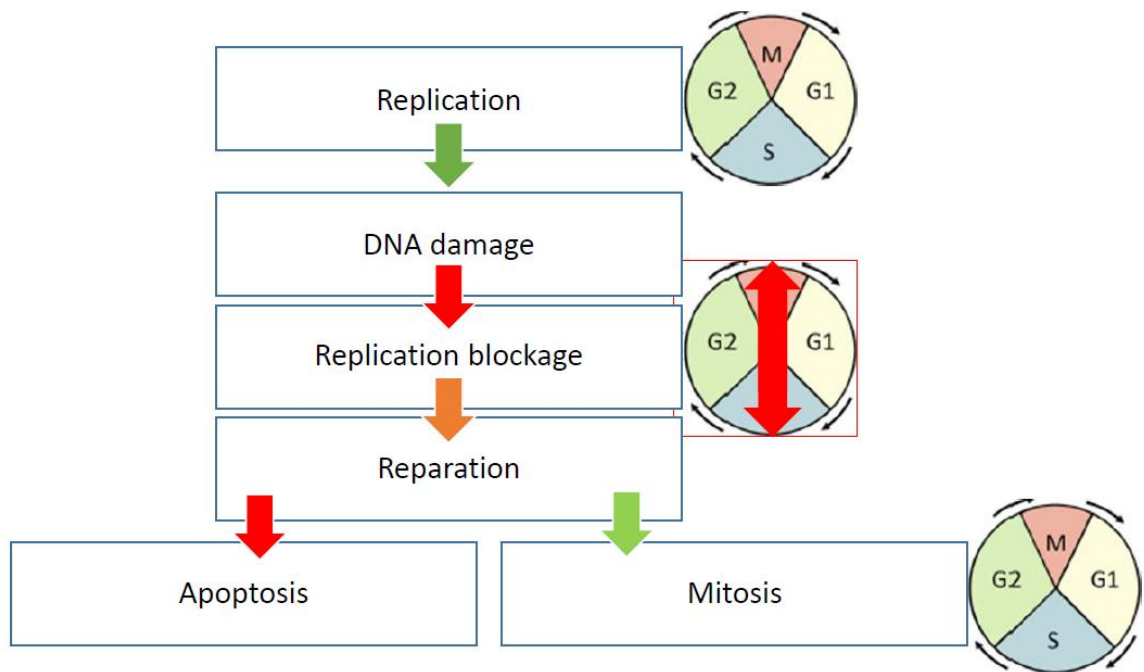 Replication
M
G2
G1
S
DNA damage
Replication blockage
G2
G1
Reparation
Apoptosis
Mitosis
M
G2
G1
S